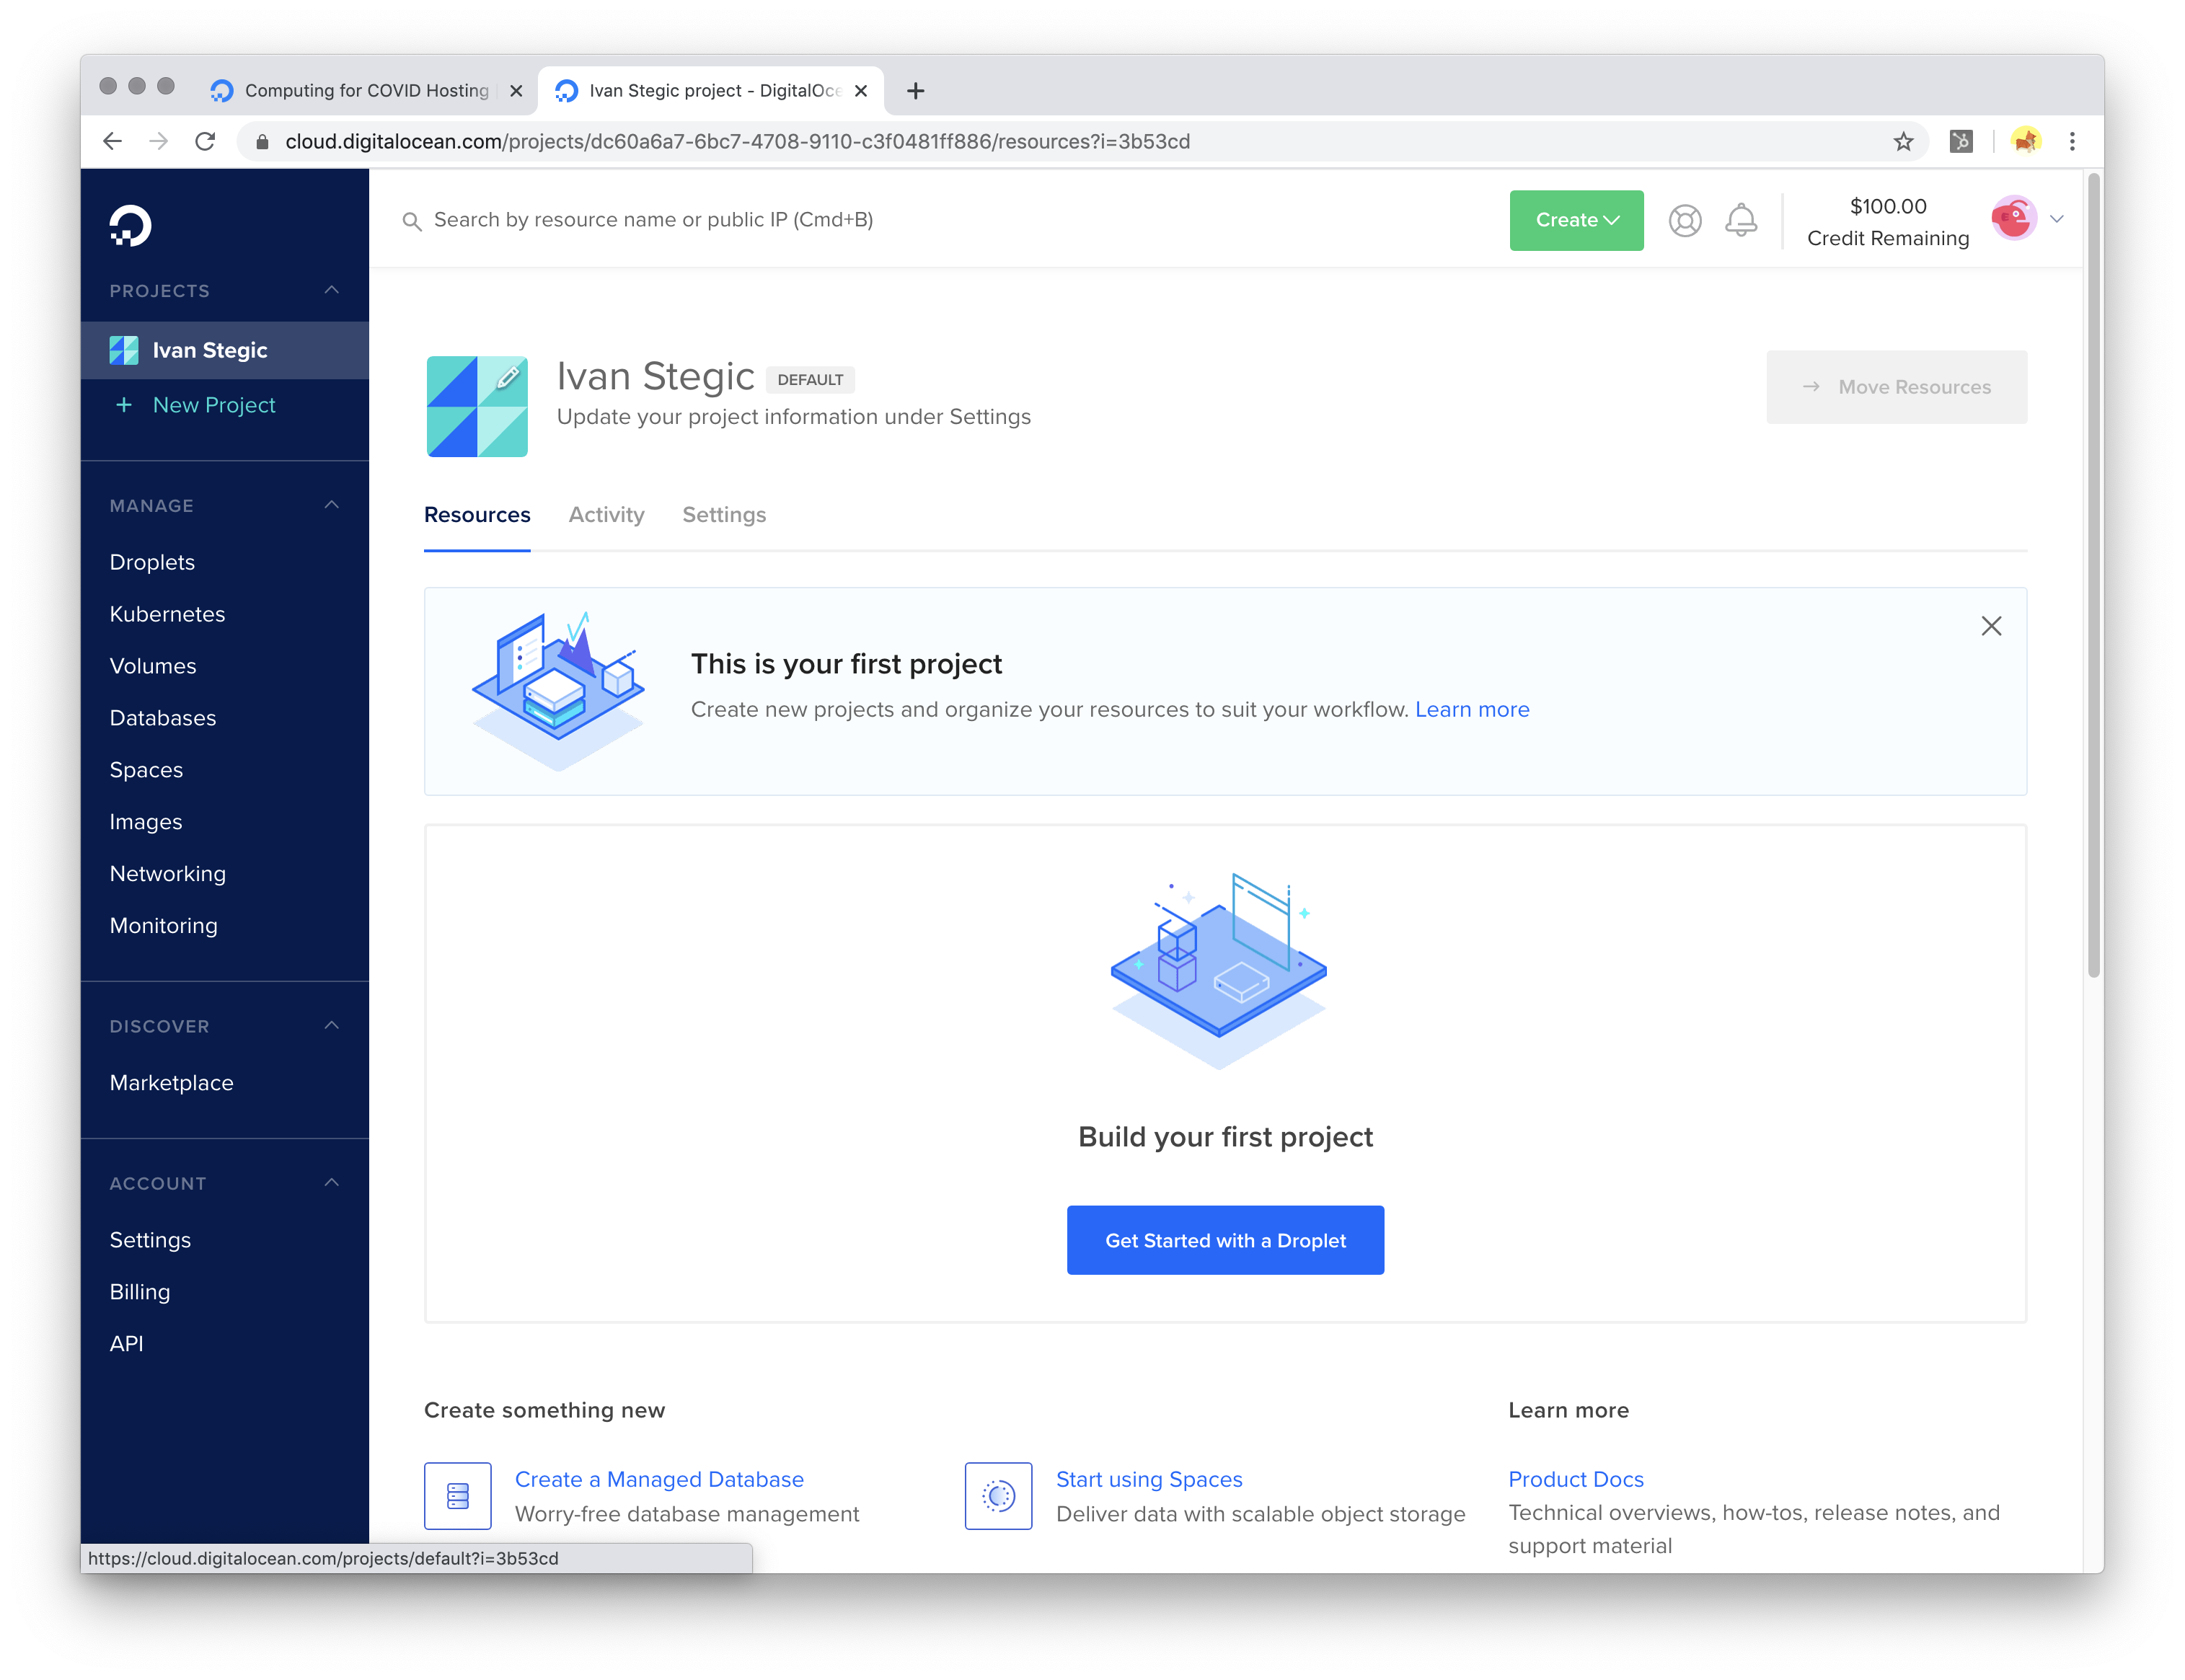 Computing for COVID Hosting
Ivan Stegic project - DigitalOce
cloud.digitalocean.com/projects/dc60a6a7-6bc7-4708-9110-c3f0481ff886/resources?i=3b53cd
Search by resource name or public IP (Cmd+B)
Create
$100.00
Credit Remaining
PROJECTS
Ivan Stegic
New Project
MANAGE
Droplets
Kubernetes
Volumes
Databases
Spaces
Images
Networking
Monitoring
DISCOVER
Marketplace
ACCOUNT
Settings
Billing
API
Ivan Stegic DEFAULT
Update your project information under Settings
Move Resources
Resources Activity Settings
This is your first project
Create new projects and organize your resources to suit your workflow. Learn more
Build your first project
Get Started with a Droplet
Create something new
Create a Managed Database
Worry-free database management
Start using Spaces
Deliver data with scalable object storage
Learn more
Product Docs
Technical overviews, how-tos, release notes, and
support material
https://cloud.digitalocean.com/projects/default?i=3b53cd